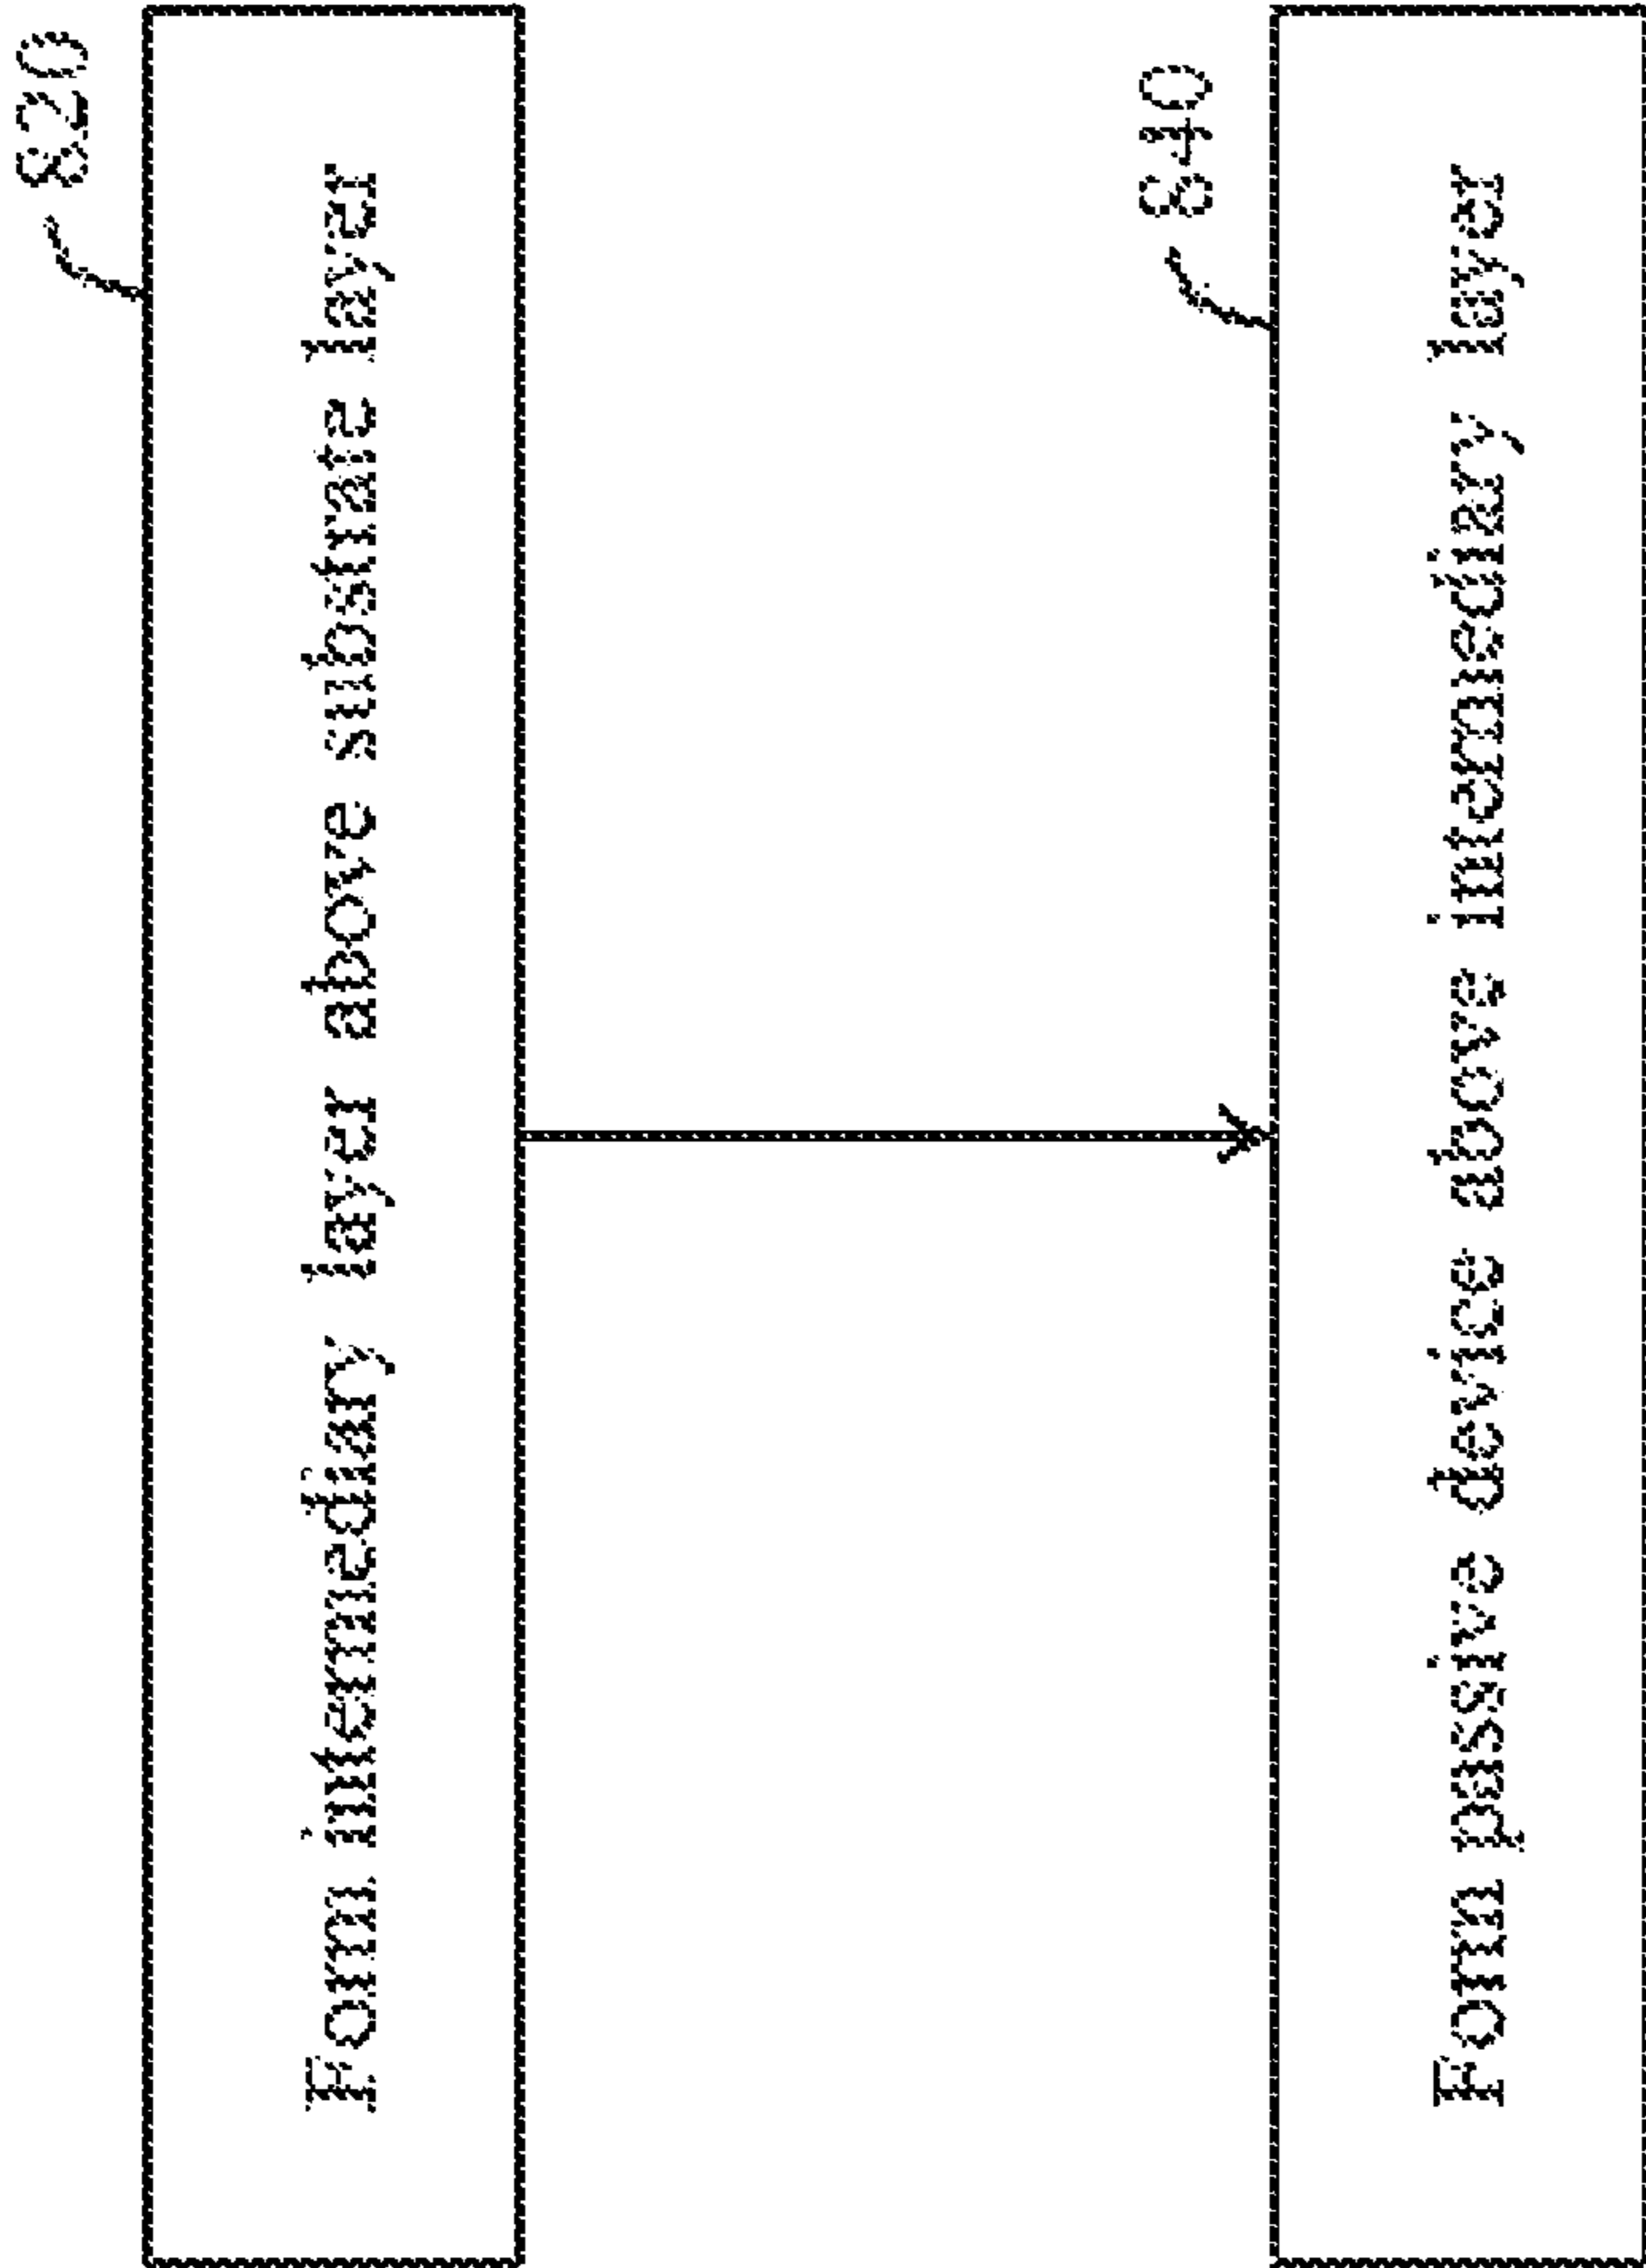 820
Form intermediary layer above substrate layer
840
Form passive device above intermediary layer